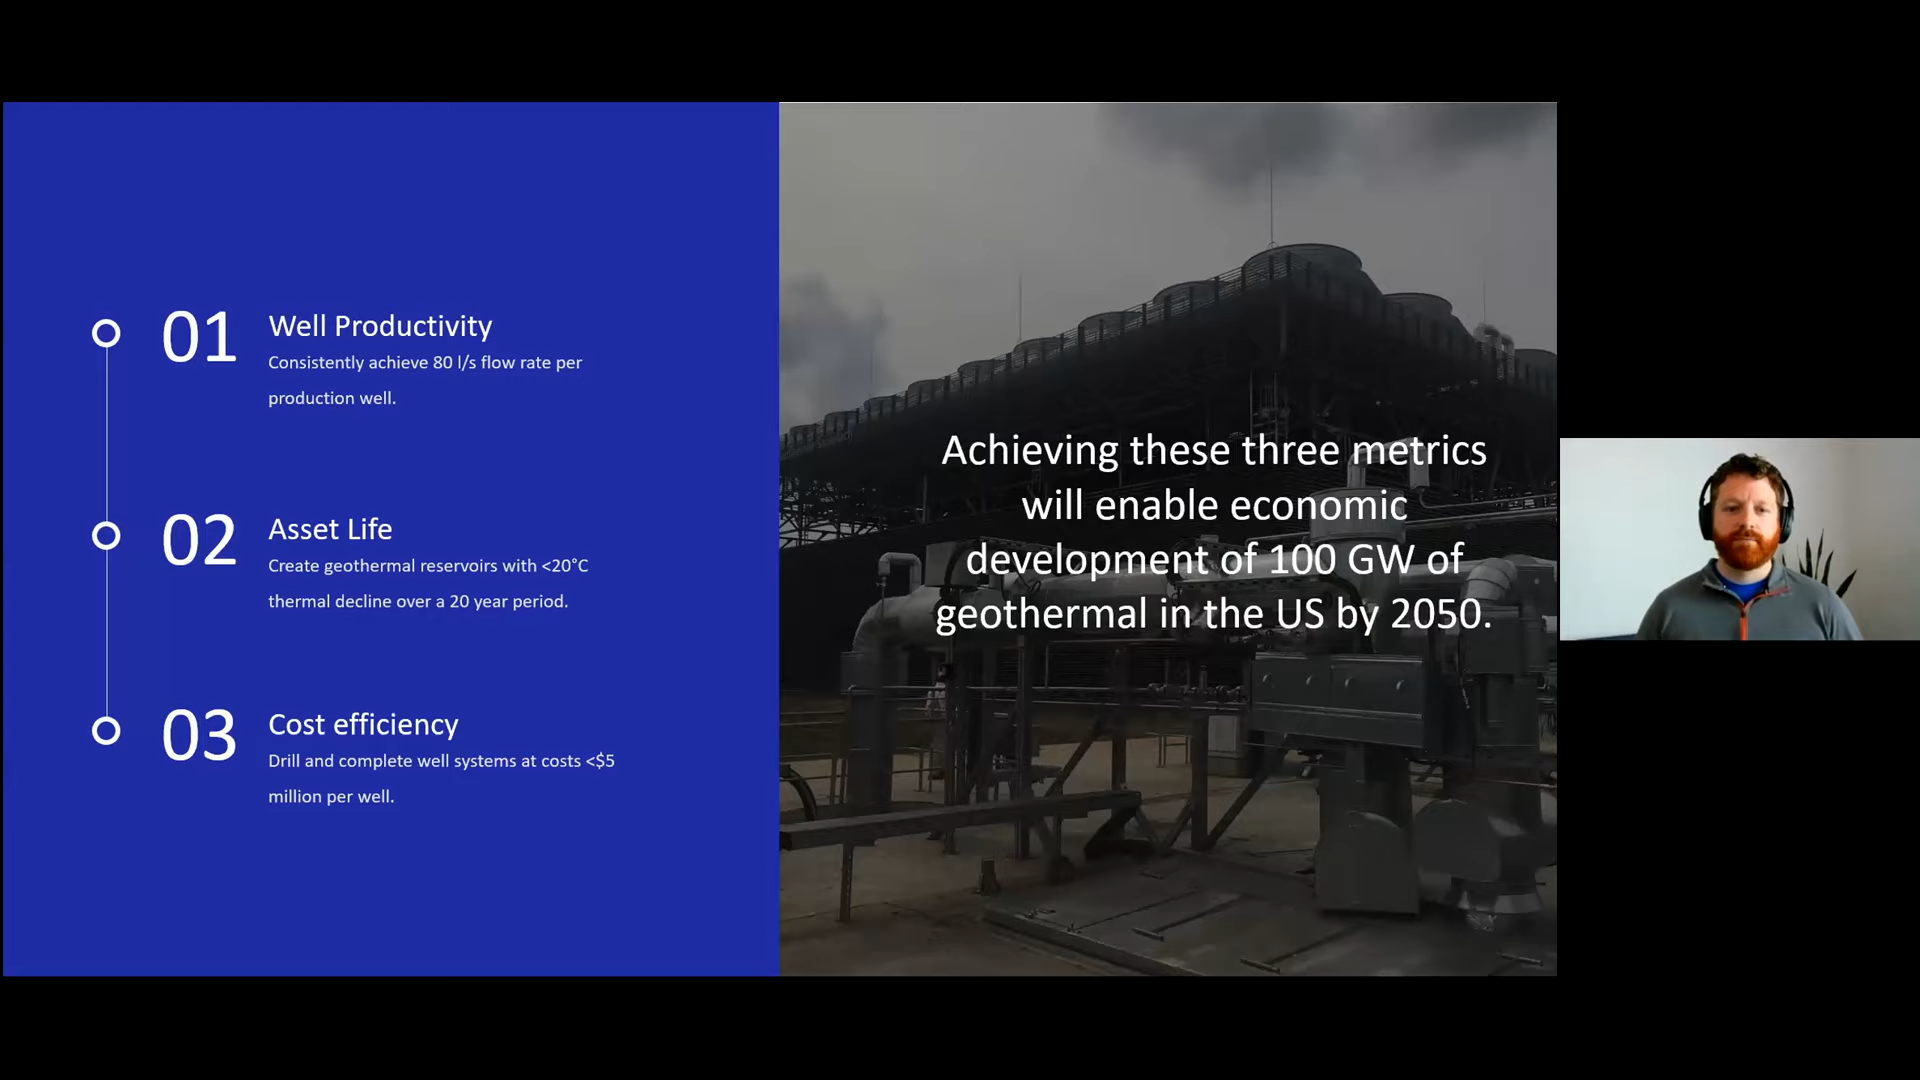 01
Well Productivity
Consistently achieve 80 l/s flow rate per
production well.
02
Asset Life
Create geothermal reservoirs with <20°C
thermal decline over a 20 year period.
03
Cost efficiency
Drill and complete well systems at costs <$5
million per well.
Achieving these three metrics
will enable economic
development of 100 GW of
geothermal in the US by 2050.